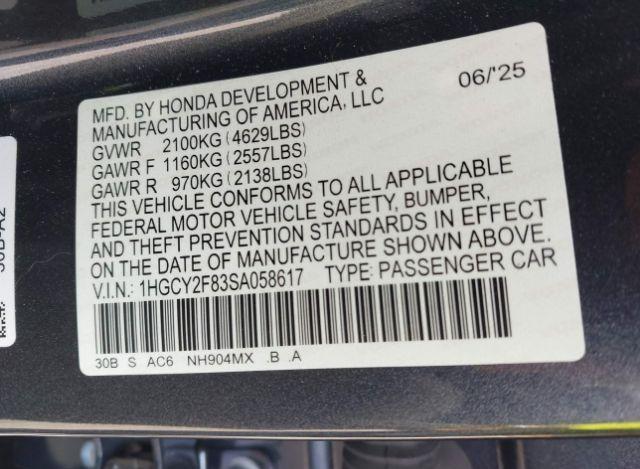 MFD. BY HONDA DEVELOPMENT & 06/'25
MANUFACTURING OF AMERICA, LLC
GVWR 2100KG (4629LBS)
GAWR F 1160KG (2557LBS)
GAWR R 970KG (2138LBS)
THIS VEHICLE CONFORMS TO ALL APPLICABLE
FEDERAL MOTOR VEHICLE SAFETY, BUMPER,
AND THEFT PREVENTION STANDARDS IN EFFECT
ON THE DATE OF MANUFACTURE SHOWN ABOVE.
V.I.N.: 1HGCY2F83SA058617 TYPE: PASSENGER CAR
30B S AC6 NH904MX .B .A
30B-A2